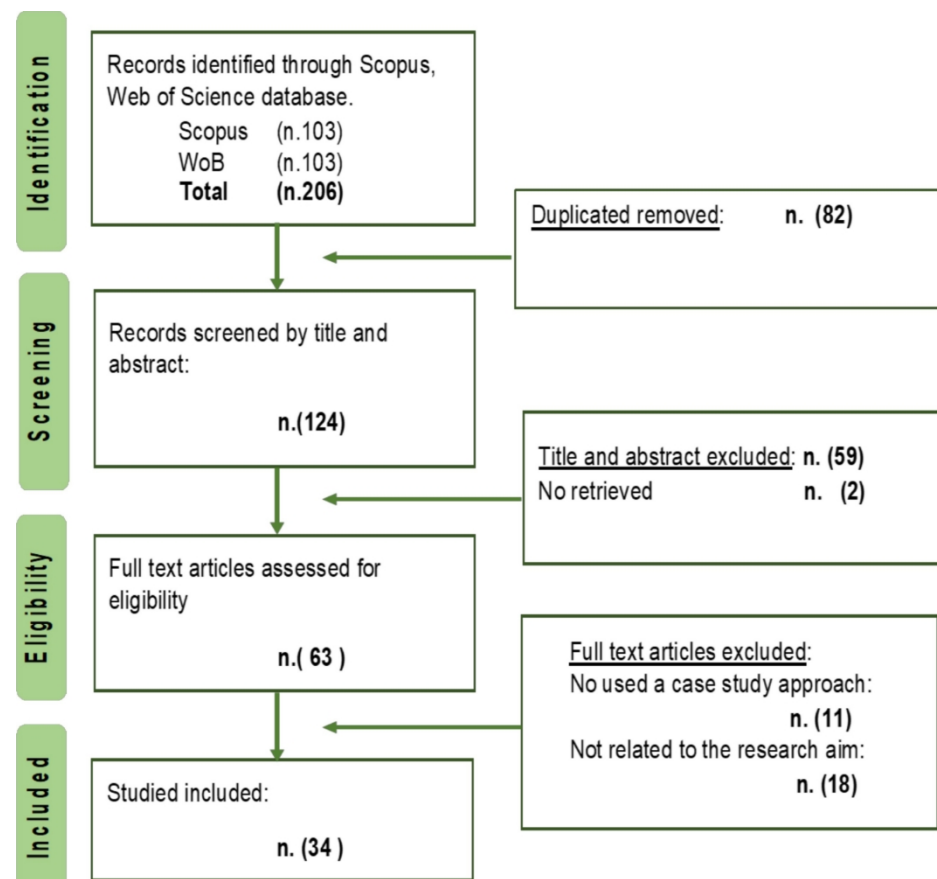 Identification
Records identified through Scopus,
Web of Science database.
Scopus (n.103)
WoB (n.103)
Total (n.206)
Duplicated removed: n. (82)
Screening
Records screened by title and
abstract:
n.(124)
Title and abstract excluded: n. (59)
No retrieved n. (2)
Eligibility
Full text articles assessed for
eligibility
n.( 63 )
Full text articles excluded:
No used a case study approach:
n. (11)
Not related to the research aim:
n. (18)
Included
Studied included:
n. (34 )